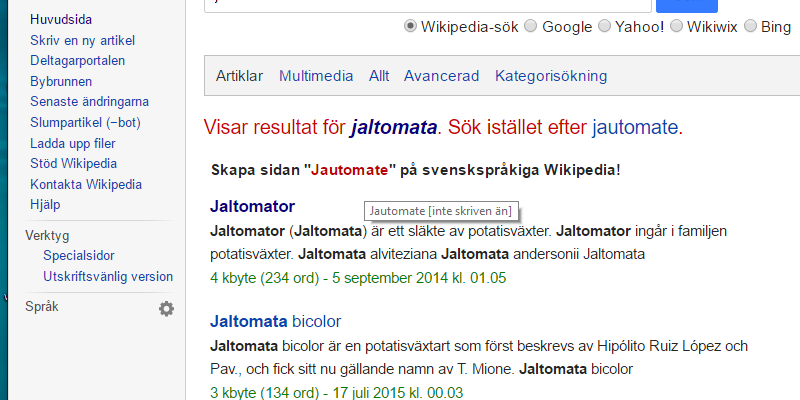 Huvudsida
Skriv en ny artikel
Deltagarportalen
Bybrunnen
Senaste ändringarna
Slumpartikel (−bot)
Ladda upp filer
Stöd Wikipedia
Kontakta Wikipedia
Hjälp
Verktyg
Specialsidor
Utskriftsvänlig version
Språk
Wikipedia-sök Google Yahoo! Wikiwix Bing
Artiklar Multimedia Allt Avancerad Kategorisökning
Visar resultat för jaltomata. Sök istället efter jautomate.
Skapa sidan "Jautomate" på svenskspråkiga Wikipedia!
Jautomate [inte skriven än]
Jaltomator
Jaltomator (Jaltomata) är ett släkte av potatisväxter. Jaltomator ingår i familjen
potatisväxter. Jaltomata alviteziana Jaltomata andersonii Jaltomata
4 kbyte (234 ord) - 5 september 2014 kl. 01.05
Jaltomata bicolor
Jaltomata bicolor är en potatisväxtart som först beskrevs av Hipólito Ruiz López och
Pav., och fick sitt nu gällande namn av T. Mione. Jaltomata bicolor
3 kbyte (134 ord) - 17 juli 2015 kl. 00.03